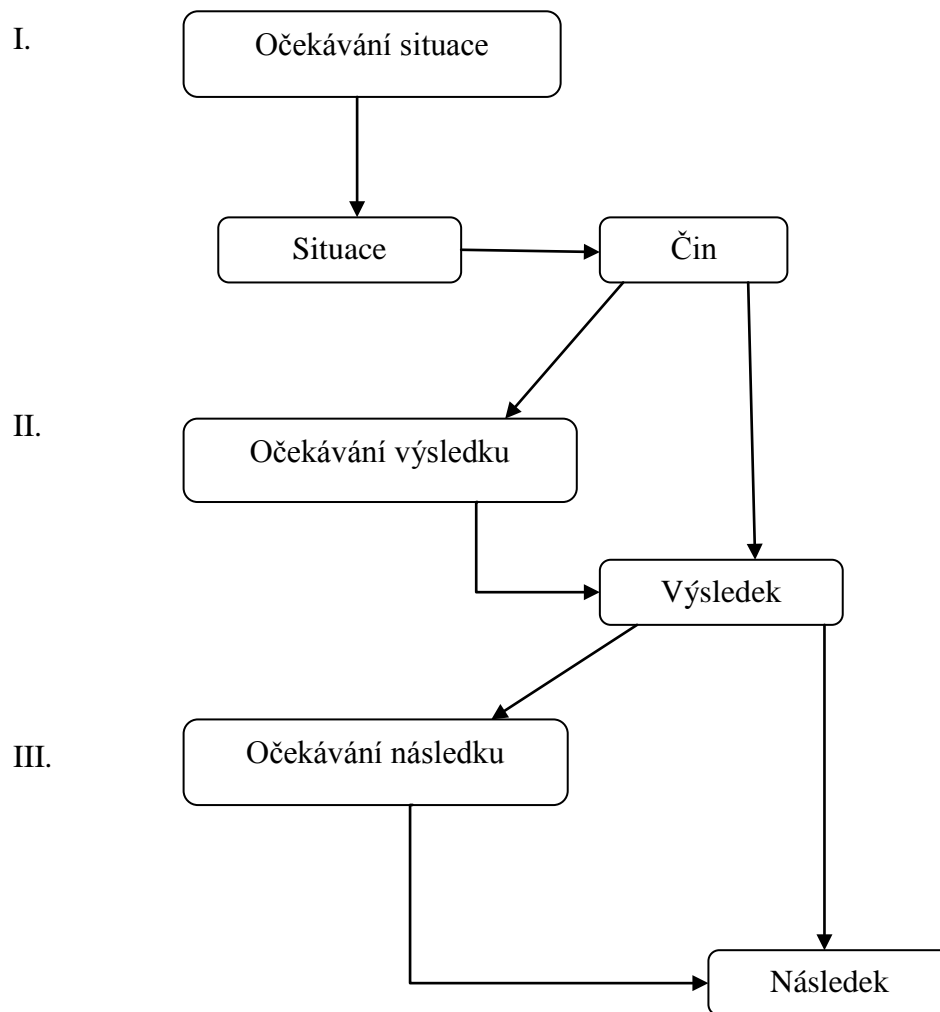 I.
Očekávání situace
Situace
Čin
II.
Očekávání výsledku
Výsledek
III.
Očekávání následku
Následek